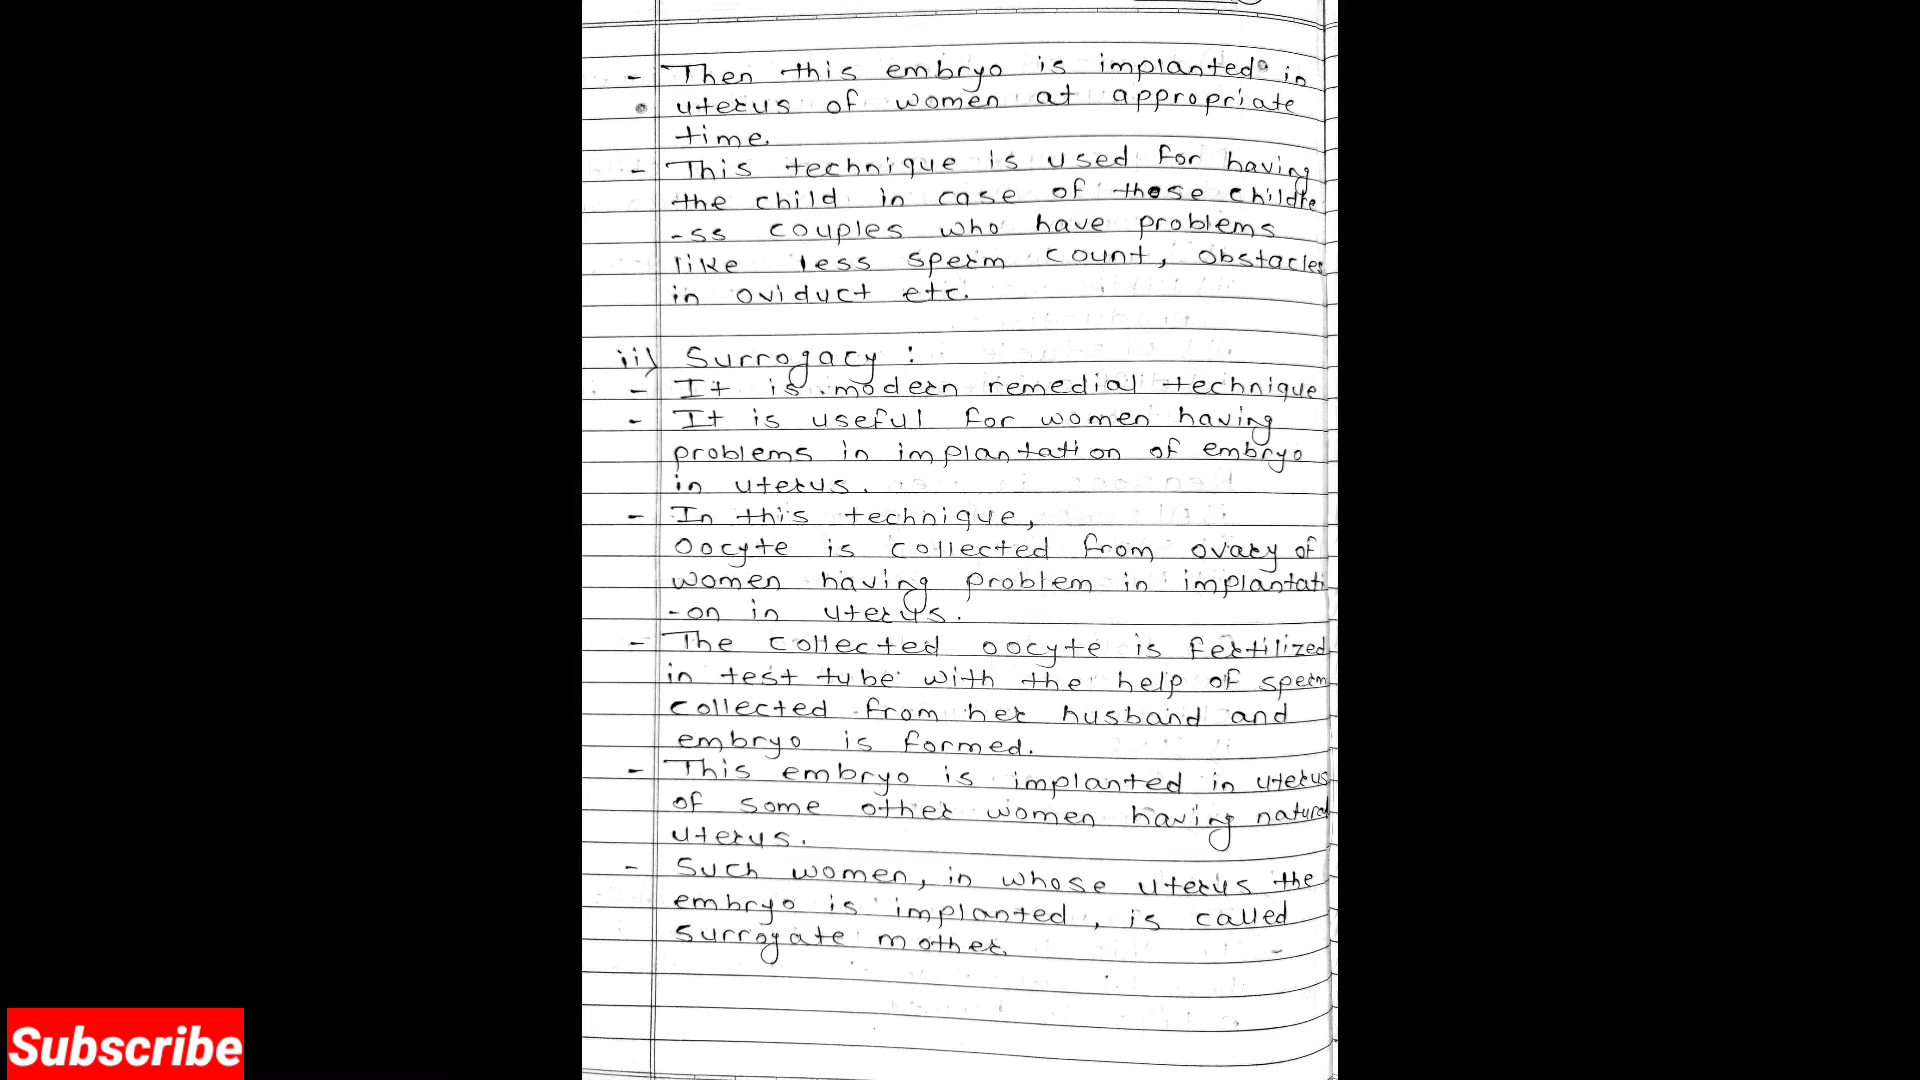 - Then this embryo is implanted in
uterus of women at appropriate
time.
- This technique is used for having
the child in case of those childle
-ss couples who have problems
like less sperm count, obstacles
in oviduct etc.
ii) Surrogacy :
- It is modern remedial technique
- It is useful for women having
problems in implantation of embryo
in uterus.
- In this technique,
Oocyte is collected from ovary of
women having problem in implantati
-on in uterus.
- The collected oocyte is fertilized
in test tube with the help of sperm
collected from her husband and
embryo is formed.
- This embryo is implanted in uterus
of some other women having natural
uterus.
- Such women, in whose uterus the
embryo is implanted, is called
surrogate mother.
Subscribe